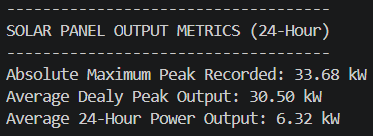 ------------------------------------
SOLAR PANEL OUTPUT METRICS (24-Hour)
------------------------------------
Absolute Maximum Peak Recorded: 33.68 kW
Average Dealy Peak Output: 30.50 kW
Average 24-Hour Power Output: 6.32 kW